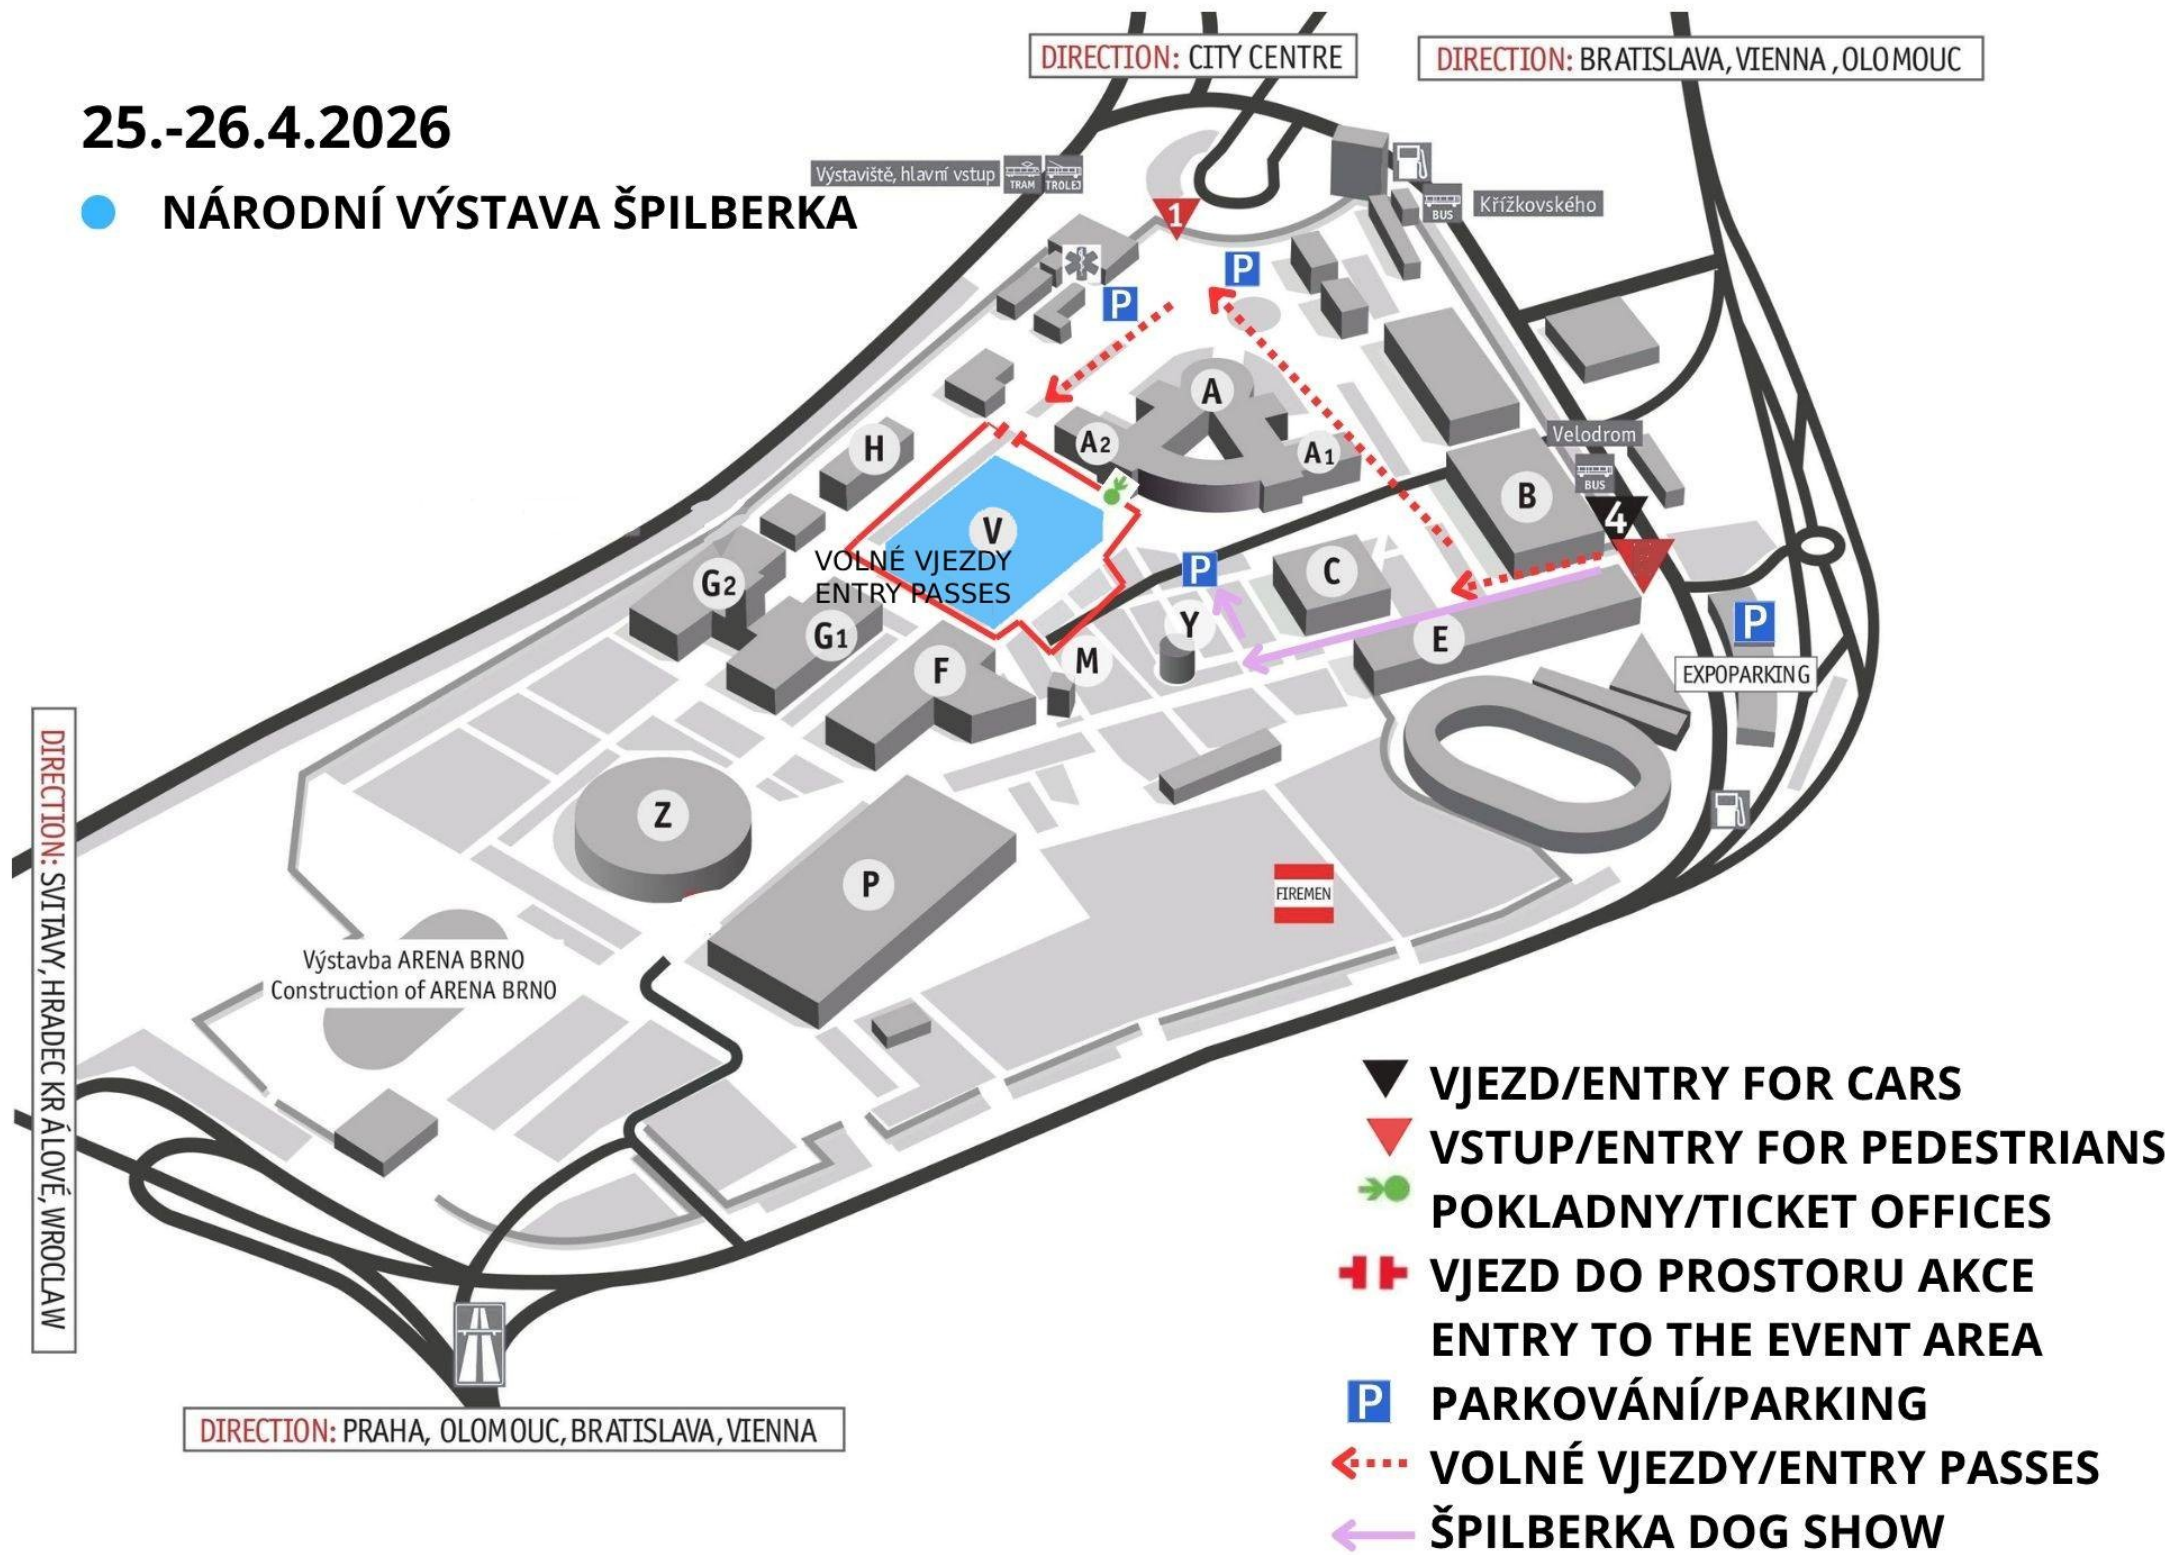 DIRECTION: CITY CENTRE
DIRECTION: BRATISLAVA, VIENNA , OLOMOUC
25.-26.4.2026
NÁRODNÍ VÝSTAVA ŠPILBERKA
Výstaviště, hlavní vstup
TRAM
TROLEJ
1
BUS
Křížkovského
P
P
A
A2
A1
H
Velodrom
BUS
B
4
V
VOLNÉ VJEZDY
ENTRY PASSES
P
C
G2
G1
Y
E
P
EXPOPARKING
F
M
DIRECTION: SVITAVY, HRADEC KRÁLOVÉ, WROCLAW
Z
P
FIREMEN
Výstavba ARENA BRNO
Construction of ARENA BRNO
VJEZD/ENTRY FOR CARS
VSTUP/ENTRY FOR PEDESTRIANS
POKLADNY/TICKET OFFICES
VJEZD DO PROSTORU AKCE
ENTRY TO THE EVENT AREA
P PARKOVÁNÍ/PARKING
VOLNÉ VJEZDY/ENTRY PASSES
ŠPILBERKA DOG SHOW
DIRECTION: PRAHA, OLOMOUC, BRATISLAVA, VIENNA